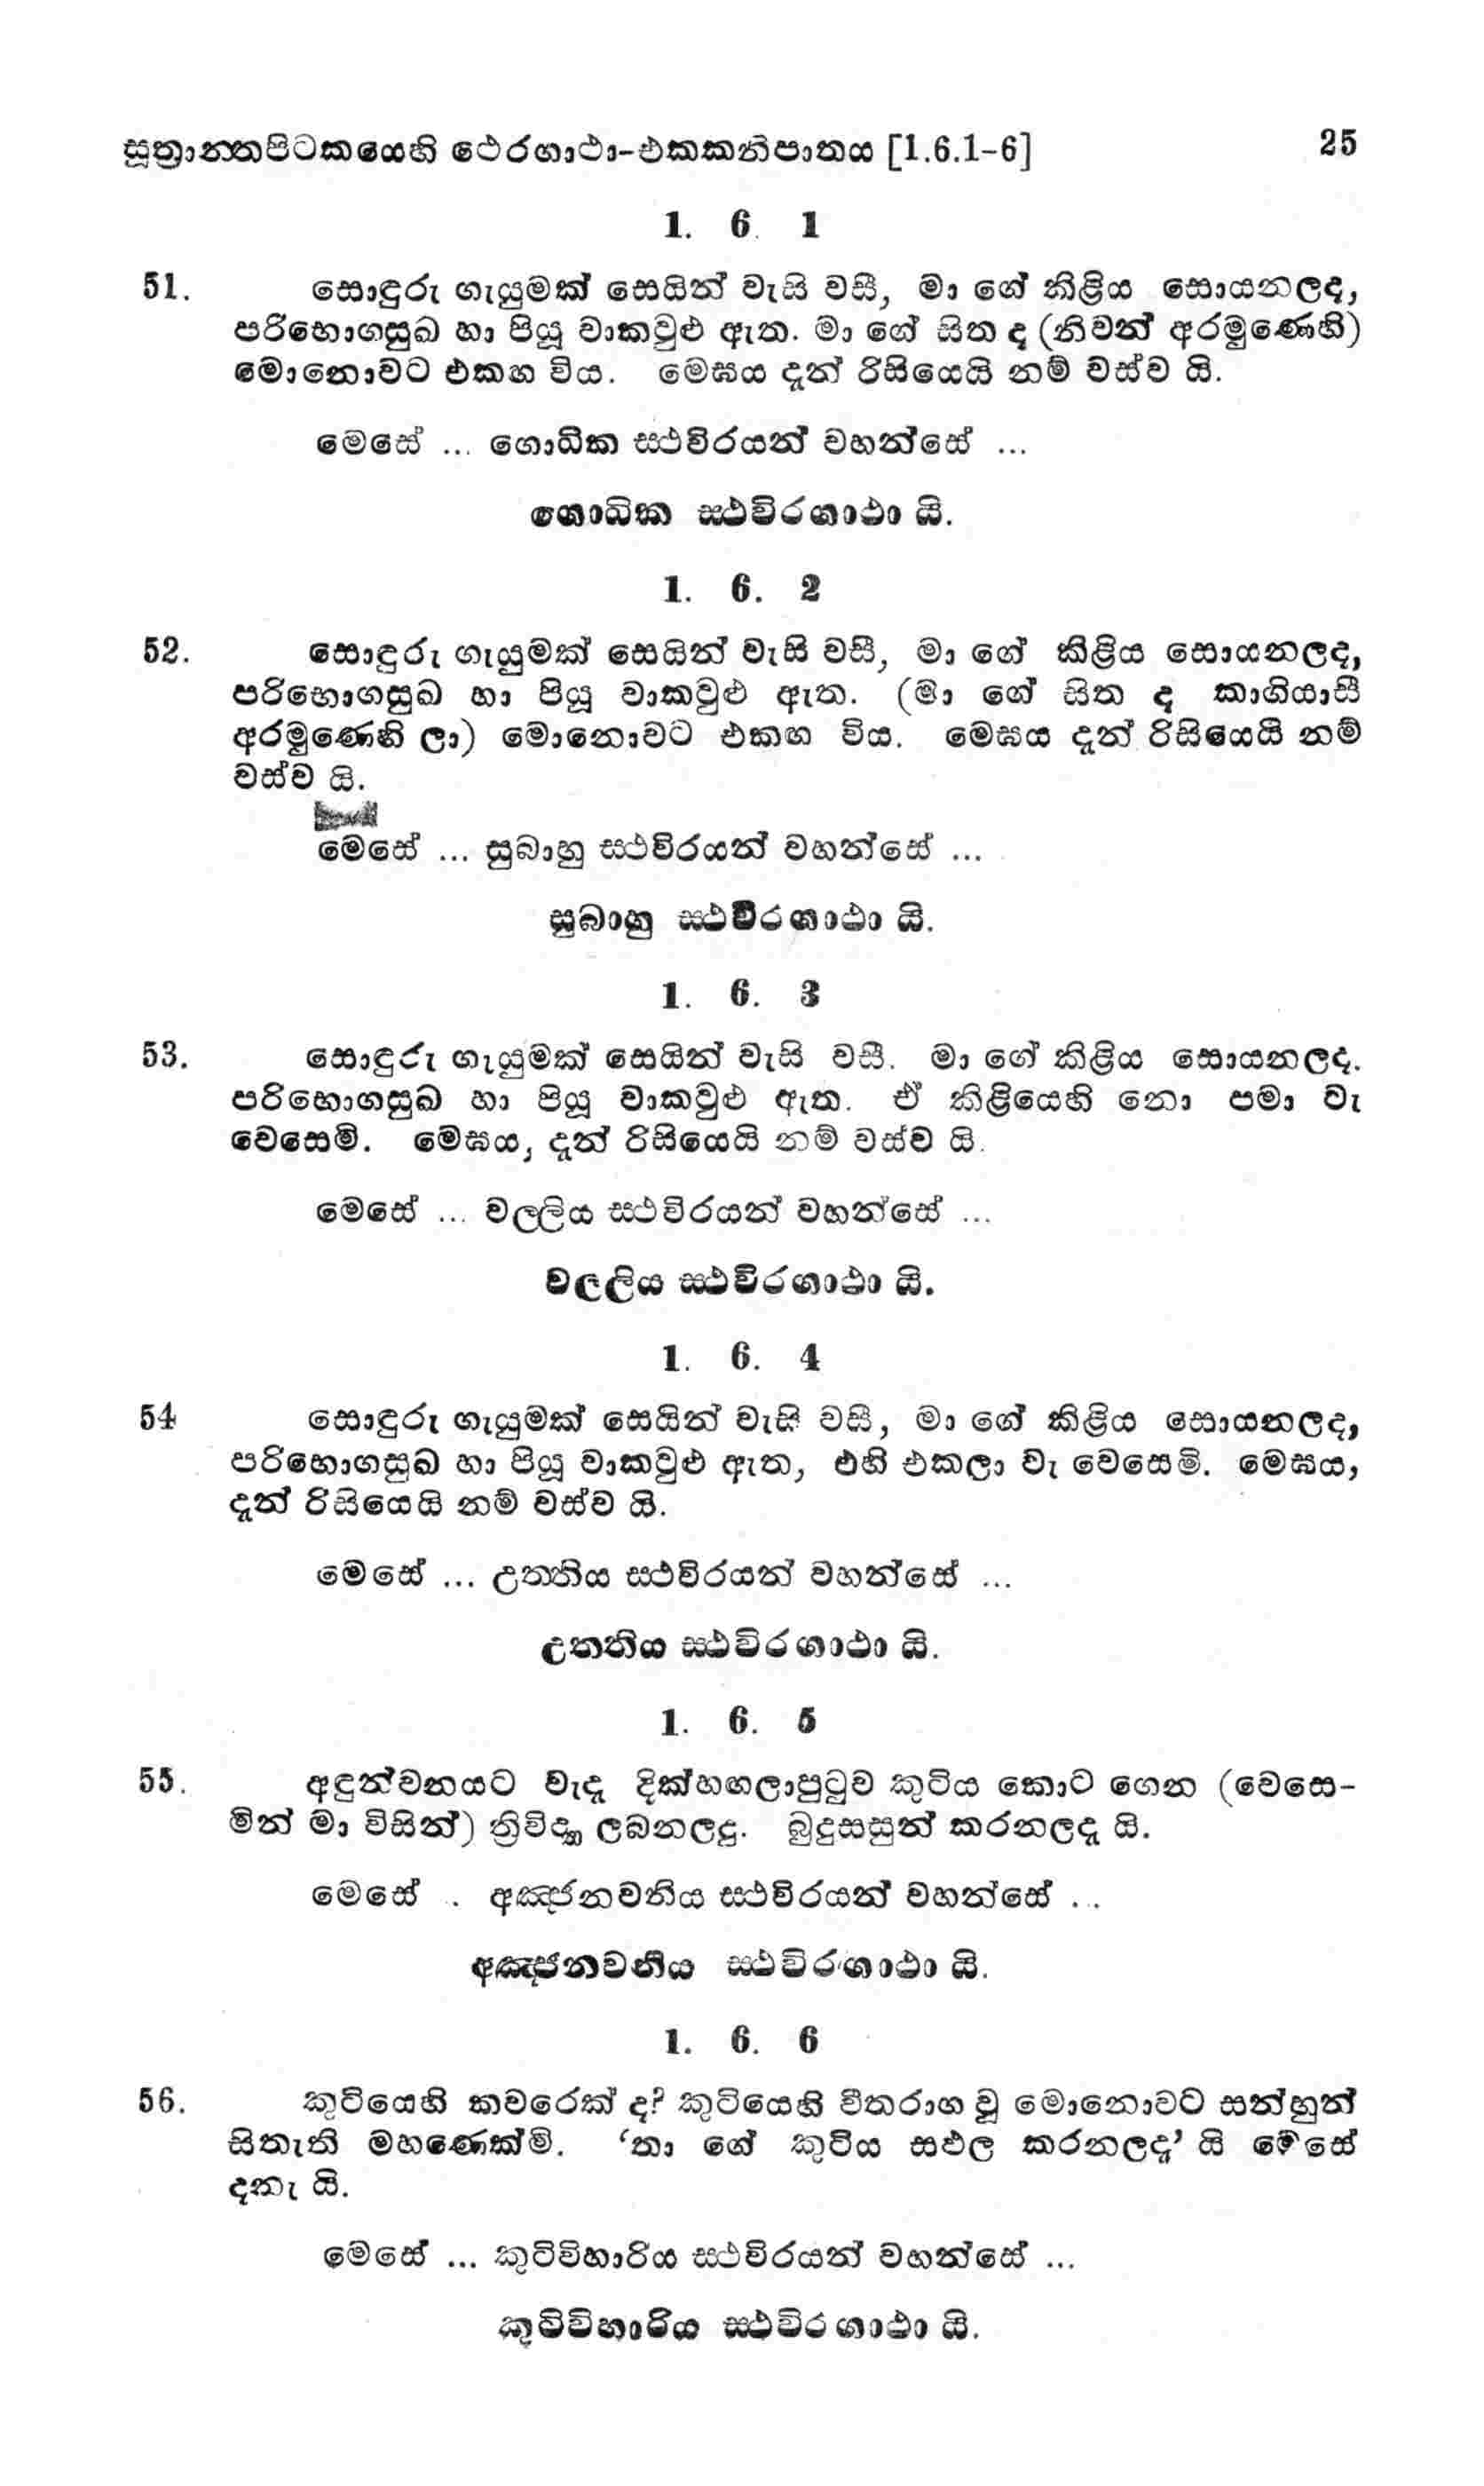 සූත්‍රාන්තපිටකයෙහි ථෙරගාථා-එකකනිපාතය [1.6.1-6] 25
1. 6. 1
51. සොඳුරු ගැයුමක් සෙයින් වැසි වසී, මා ගේ කිළිය සොයනලද,
පරිභොගසුඛ හා පියූ වාකවුළු ඇත. මා ගේ සිත ද (නිවන් අරමුණෙහි)
මොනොවට එකඟ විය. මෙඝය දැන් රිසියෙයි නම් වස්ව යි.
මෙසේ ... ගොධික ස්ථවිරයන් වහන්සේ ...
ගොධික ස්ථවිරගාථා යි.
1. 6. 2
52. සොඳුරු ගැයුමක් සෙයින් වැසි වසී, මා ගේ කිළිය සොයනලද,
පරිභොගසුඛ හා පියූ වාකවුළු ඇත. (මා ගේ සිත ද කාගියාසී
අරමුණෙහි ලා) මොනොවට එකඟ විය. මෙඝය දැන් රිසියෙයි නම්
වස්ව යි.
මෙසේ ... සුබාහු ස්ථවිරයන් වහන්සේ ...
සුබාහු ස්ථවිරගාථා යි.
1. 6. 3
53. සොඳුරු ගැයුමක් සෙයින් වැසි වසී. මා ගේ කිළිය සොයනලද.
පරිභොගසුඛ හා පියූ වාකවුළු ඇත. ඒ කිළියෙහි නො පමා වැ
වෙසෙමි. මෙඝය, දැන් රිසියෙයි නම් වස්ව යි.
මෙසේ ... වල්ලිය ස්ථවිරයන් වහන්සේ ...
වල්ලිය ස්ථවිරගාථා යි.
1. 6. 4
54 සොඳුරු ගැයුමක් සෙයින් වැසි වසී, මා ගේ කිළිය සොයනලද,
පරිභොගසුඛ හා පියූ වාකවුළු ඇත, එහි එකලා වැ වෙසෙමි. මෙඝය,
දැන් රිසියෙයි නම් වස්ව යි.
මෙසේ ... උත්තිය ස්ථවිරයන් වහන්සේ ...
උත්තිය ස්ථවිරගාථා යි.
1. 6. 5
55. අඳුන්වනයට වැද දික්හඟලාපුටුව කුටිය කොට ගෙන (වෙසෙ-
මින් මා විසින්) ත්‍රිවිද්‍යා ලබනලදු. බුදුසසුන් කරනලදැ යි.
මෙසේ .. අඤ්ජනවනිය ස්ථවිරයන් වහන්සේ ...
අඤ්ජනවනිය ස්ථවිරගාථා යි.
1. 6. 6
56. කුටියෙහි කවරෙක් ද? කුටියෙහි වීතරාග වූ මොනොවට සන්හුන්
සිතැති මහණෙක්මි. ‘තා ගේ කුටිය සඵල කරනලදැ’ යි මෙසේ
දනැ යි.
මෙසේ ... කුටිවිහාරිය ස්ථවිරයන් වහන්සේ ...
කුටිවිහාරිය ස්ථවිරගාථා යි.